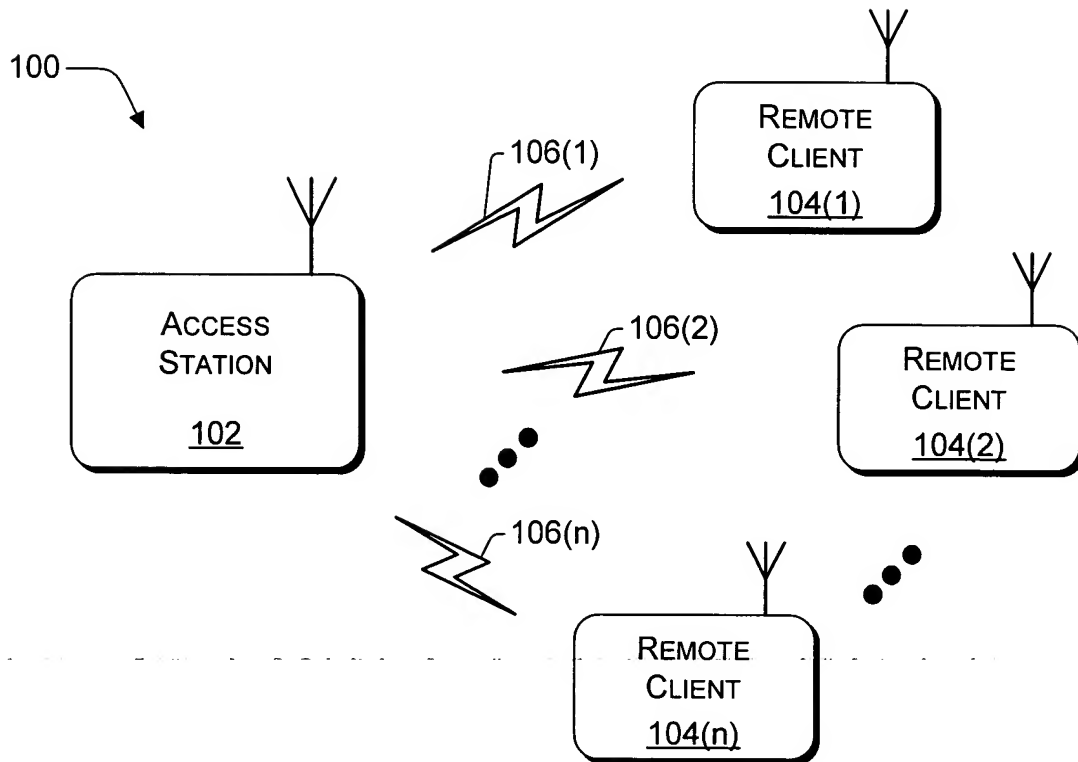 100
106(1)
REMOTE
CLIENT
104(1)
ACCESS
STATION
102
106(2)
REMOTE
CLIENT
104(2)
106(n)
REMOTE
CLIENT
104(n)